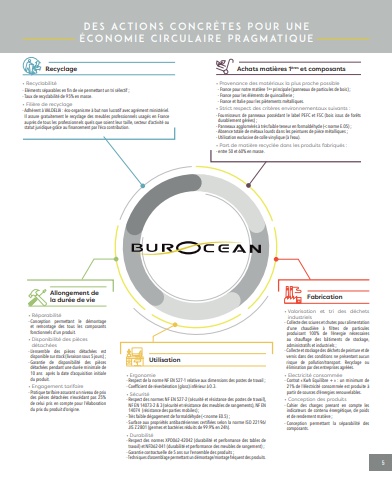 DES ACTIONS CONCRÈTES POUR UNE
ÉCONOMIE CIRCULAIRE PRAGMATIQUE
Recyclage
• Recyclabilité
- Eléments séparables en fin de vie permettant un tri sélectif ;
- Taux de recyclabilité de 95% en masse.
• Filière de recyclage
- Adhérent à VALDELIA : éco-organisme à but non lucratif avec agrément ministériel.
Il assure gratuitement le recyclage des meubles professionnels usagés en France
auprès de tous les professionnels quels que soient leur taille, secteur d'activité ou
statut juridique grâce au financement par l'éco contribution.
Achats matières 1ères et composants
• Provenance des matériaux la plus proche possible
- France pour notre matière 1ère principale (panneaux de particules de bois) ;
- France pour les éléments de quincaillerie ;
- France et Italie pour les piétements métalliques.
• Strict respect des critères environnementaux suivants :
- Fournisseurs de panneaux possédant le label PEFC et FSC (bois issus de forêts
durablement gérées) ;
- Panneaux agglomérés à très faible teneur en formaldéhyde (< norme E.05) ;
- Absence totale de métaux lourds dans les peintures de pièce métalliques ;
- Utilisation exclusive de colle vinylique (à l'eau).
• Part de matière recyclée dans les produits fabriqués :
- entre 50 et 60% en masse.
BUROCEAN
Allongement de
la durée de vie
• Réparabilité
- Conception permettant le démontage
et remontage des tous les composants
fonctionnels d'un produit
• Disponibilité des pièces
détachées
- L'ensemble des pièces détachées est
disponible sur stock (livraison sous 5 jours) ;
- Garantie de disponibilité des pièces
détachées pendant une durée minimale de
10 ans après la date d'acquisition initiale
du produit.
• Engagement tarifaire
- Pratique tarifaire assurant un niveau de prix
des pièces détachées n'excédant pas 25%
de celui pris en compte pour l'élaboration
du prix du produit d'origine.
Utilisation
• Ergonomie
- Respect de la norme NF EN 527-1 relative aux dimensions des postes de travail ;
- Coefficient de réverbération (gloss) inférieur à 0.3.
• Sécurité
- Respect des normes NF EN 527-2 (sécurité et résistance des postes de travail),
NF EN 14073 2 & 3 (sécurité et résistance des meubles de rangement), NF EN
14074 (résistance des parties mobiles) ;
- Très faible dégagement de formaldéhyde (< norme E0.5) ;
- Surface aux propriétés antibactériennes certifiées selon la norme ISO 22196/
JIS Z 2801 (germes et bactéries réduits de 99.9% en 24h).
• Durabilité
- Respect des normes XPD062-42042 (durabilité et performance des tables de
travail) et NFD62-041 (durabilité et performance des meubles de rangement) ;
- Garantie contractuelle de 5 ans sur l'ensemble des produits ;
- Techniques d'assemblage permettant un démontage/montage fréquent des produits.
Fabrication
• Valorisation et tri des déchets
industriels
- Collecte des sciures et chutes pour alimentation
d'une chaudière à filtres de particules
produisant 100% de l'énergie nécessaires
au chauffage des bâtiments de stockage,
administratifs et industriels.
- Collecte et stockage des déchets de peinture et de
vernis dans des conditions ne présentant aucun
risque de pollution/transport. Recyclage ou
élimination par des entreprises agréées.
• Electricité consommée
- Contrat « KWh Equilibre + » : un minimum de
21% de l'électricité consommée est produite à
partir de sources d'énergie renouvelables.
• Conception des produits
- Cahier des charges prenant en compte les
indicateurs de contenu énergétique, de poids
et de rendement matière ;
- Conception permettant la séparabilité des
composants.
5